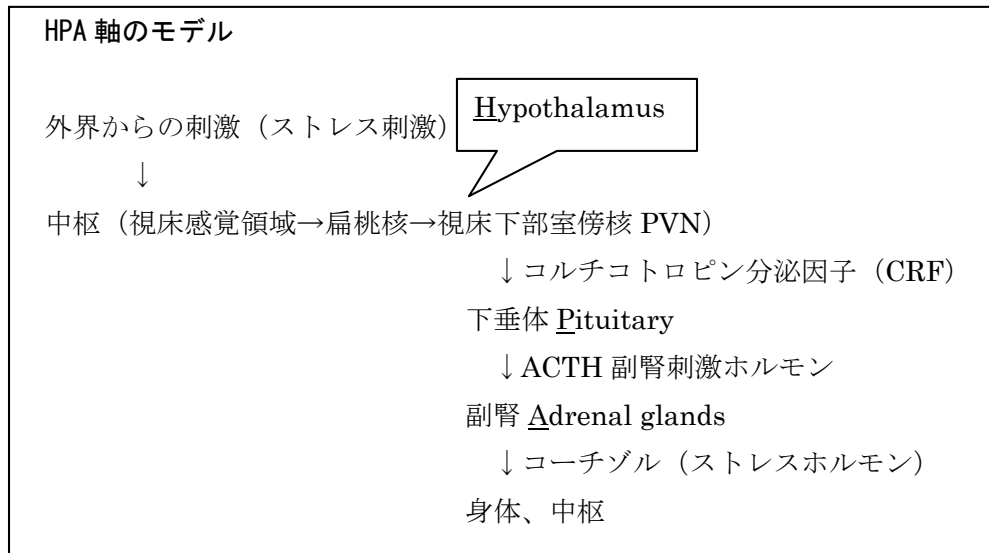 HPA 軸のモデル
Hypothalamus
外界からの刺激（ストレス刺激）
↓
中枢（視床感覚領域→扁桃核→視床下部室傍核 PVN）
↓コルチコトロピン分泌因子（CRF）
下垂体 Pituitary
↓ACTH 副腎刺激ホルモン
副腎 Adrenal glands
↓コーチゾル（ストレスホルモン）
身体、中枢